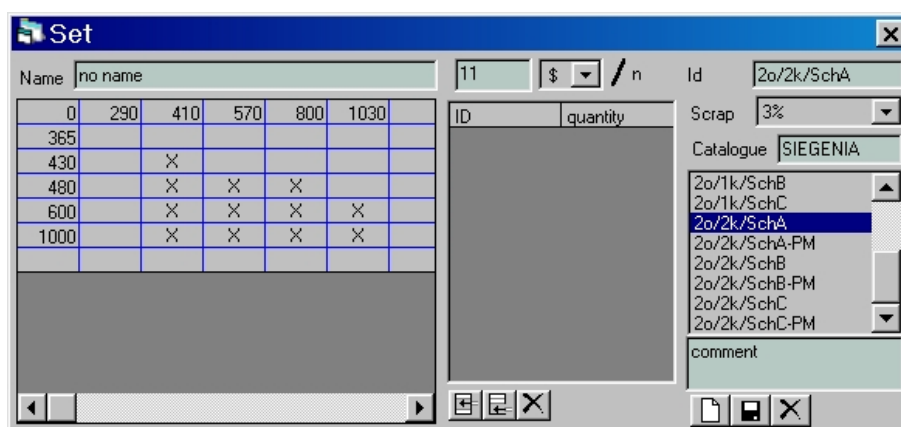 Set
Name no name 11 $ / n Id 2o/2k/SchA
0 290 410 570 800 1030
365
430 X
480 X X X
600 X X X X
1000 X X X X
ID quantity
Scrap 3%
Catalogue SIEGENIA
2o/1k/SchB
2o/1k/SchC
2o/2k/SchA
2o/2k/SchA-PM
2o/2k/SchB
2o/2k/SchB-PM
2o/2k/SchC
2o/2k/SchC-PM
comment